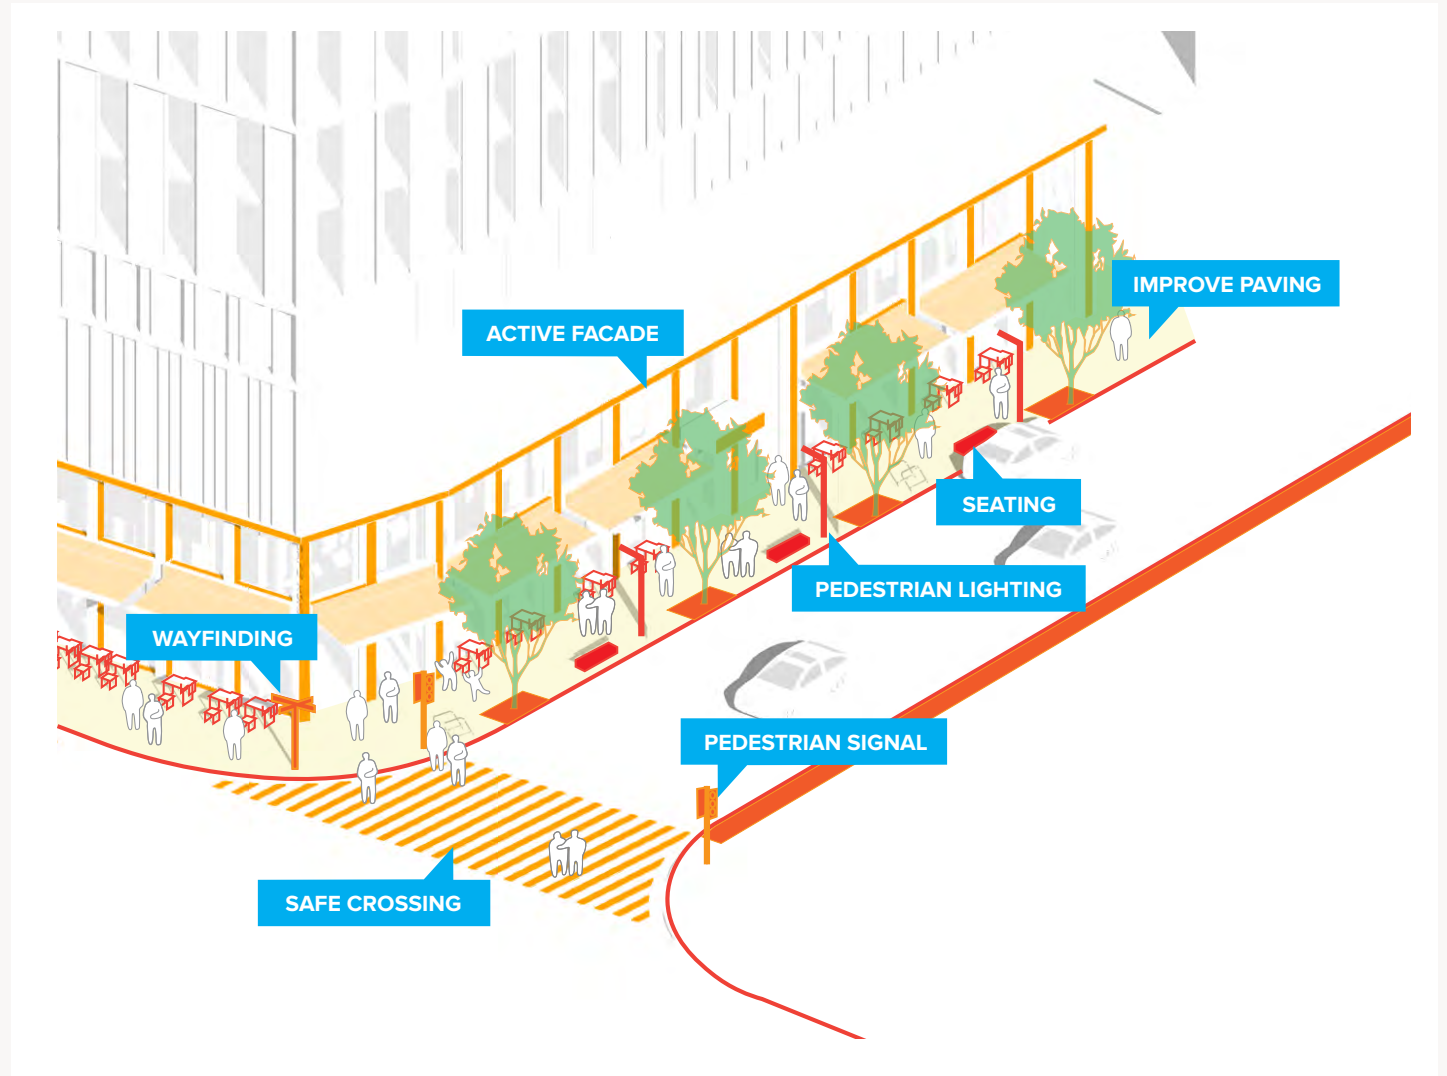 IMPROVE PAVING
ACTIVE FACADE
SEATING
PEDESTRIAN LIGHTING
WAYFINDING
PEDESTRIAN SIGNAL
SAFE CROSSING